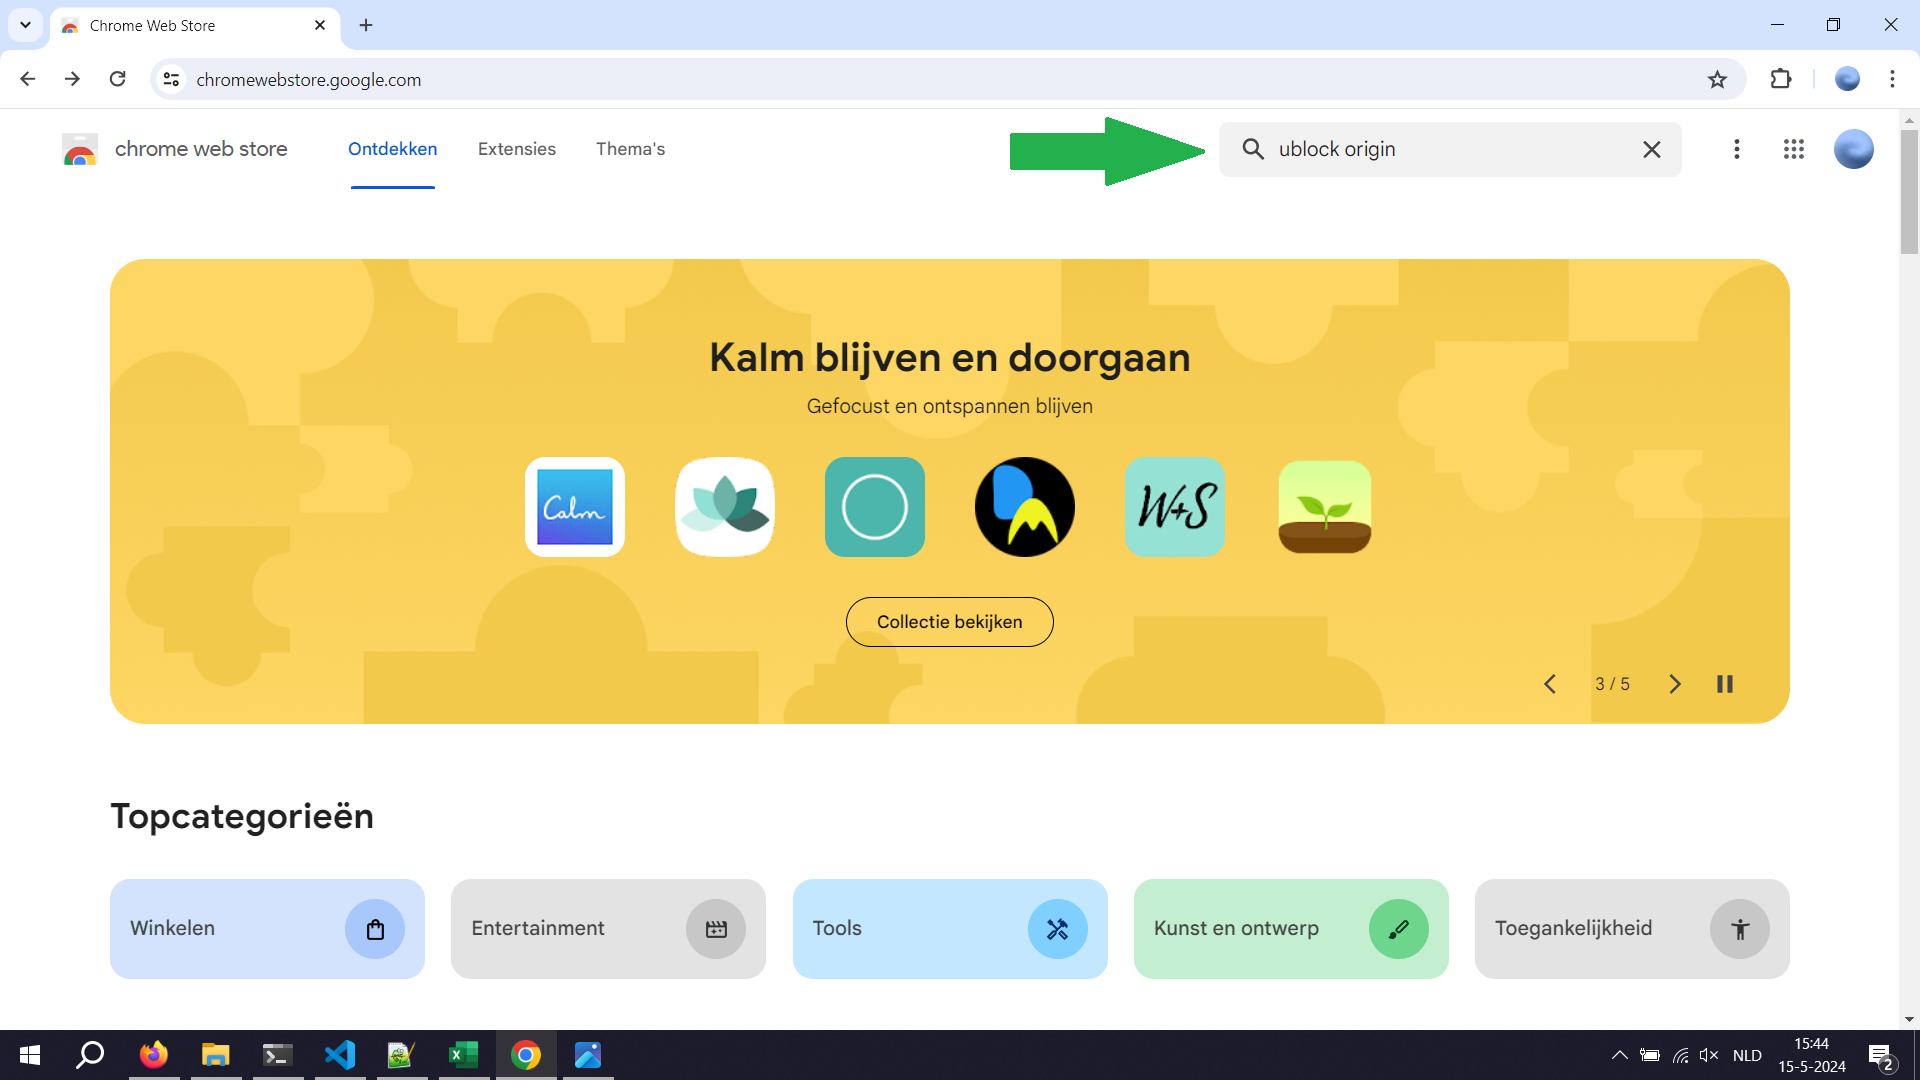 Chrome Web Store
chromewebstore.google.com
chrome web store
Ontdekken
Extensies
Thema's
ublock origin
Kalm blijven en doorgaan
Gefocust en ontspannen blijven
Calm
W+S
Collectie bekijken
3 / 5
Topcategorieën
Winkelen
Entertainment
Tools
Kunst en ontwerp
Toegankelijkheid
NLD
15:44
15-5-2024
2